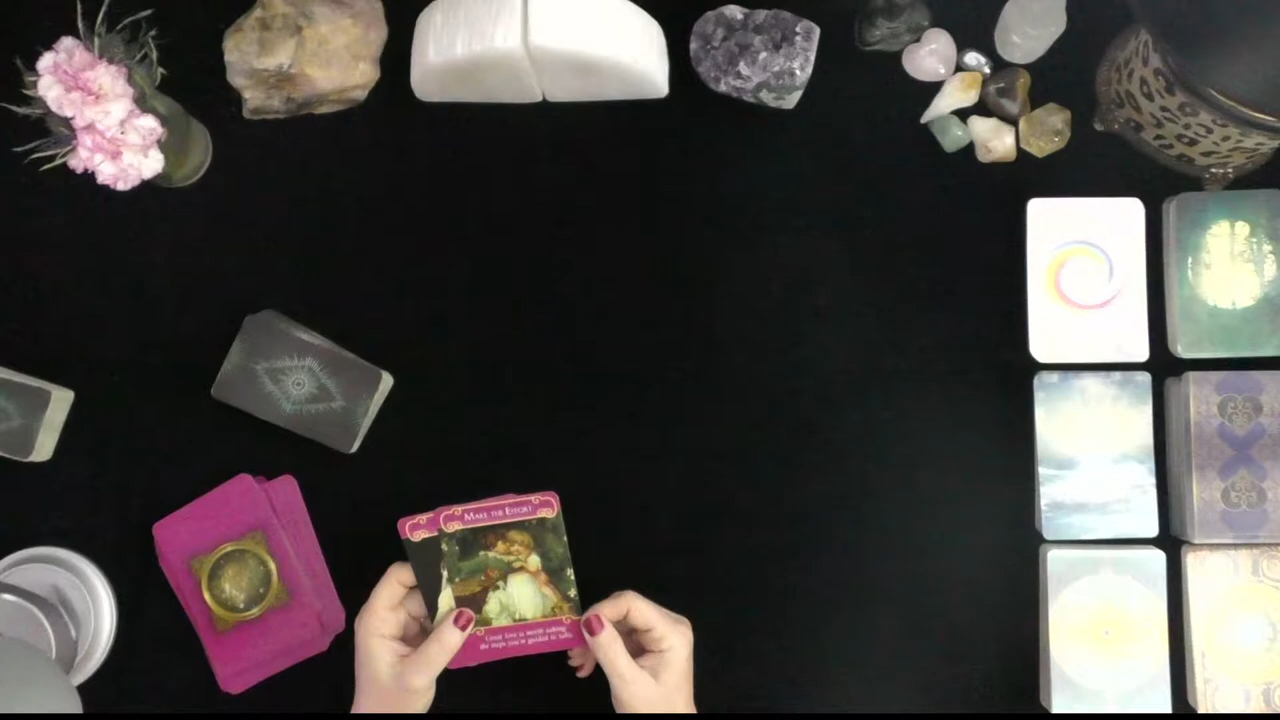 MAKE THE EFFORT
Great love is worth taking
the steps you're guided to take.